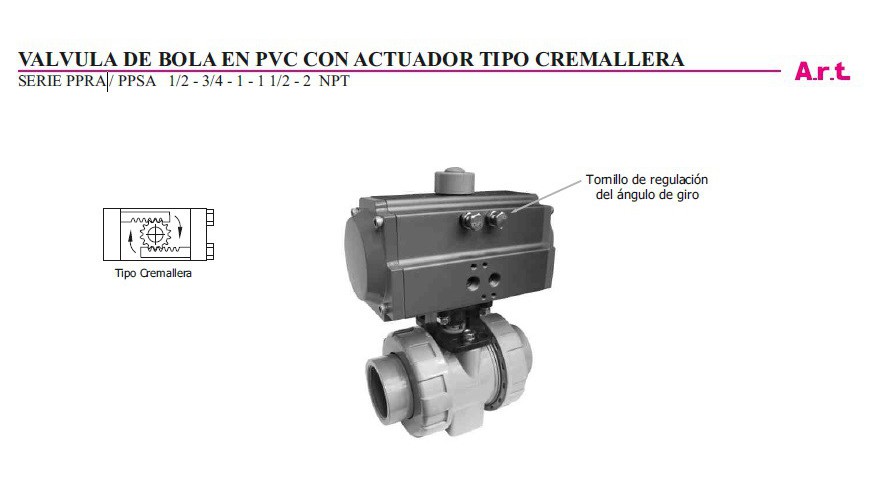 VALVULA DE BOLA EN PVC CON ACTUADOR TIPO CREMALLERA
SERIE PPRA / PPSA 1/2 - 3/4 - 1 - 1 1/2 - 2 NPT
A.r.t.
Tornillo de regulación
del ángulo de giro
Tipo Cremallera